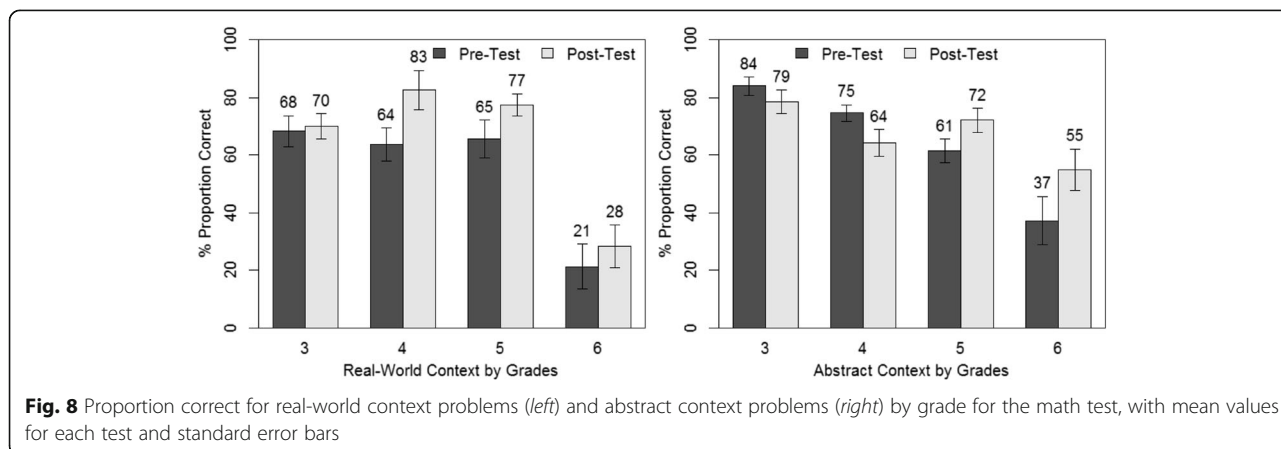 100
80
60
40
20
0
% Proportion Correct
Pre-Test Post-Test
68 70 64 83 65 77 21 28
3 4 5 6
Real-World Context by Grades
100
80
60
40
20
0
% Proportion Correct
Pre-Test Post-Test
84 79 75 64 61 72 37 55
3 4 5 6
Abstract Context by Grades
Fig. 8 Proportion correct for real-world context problems (left) and abstract context problems (right) by grade for the math test, with mean values
for each test and standard error bars